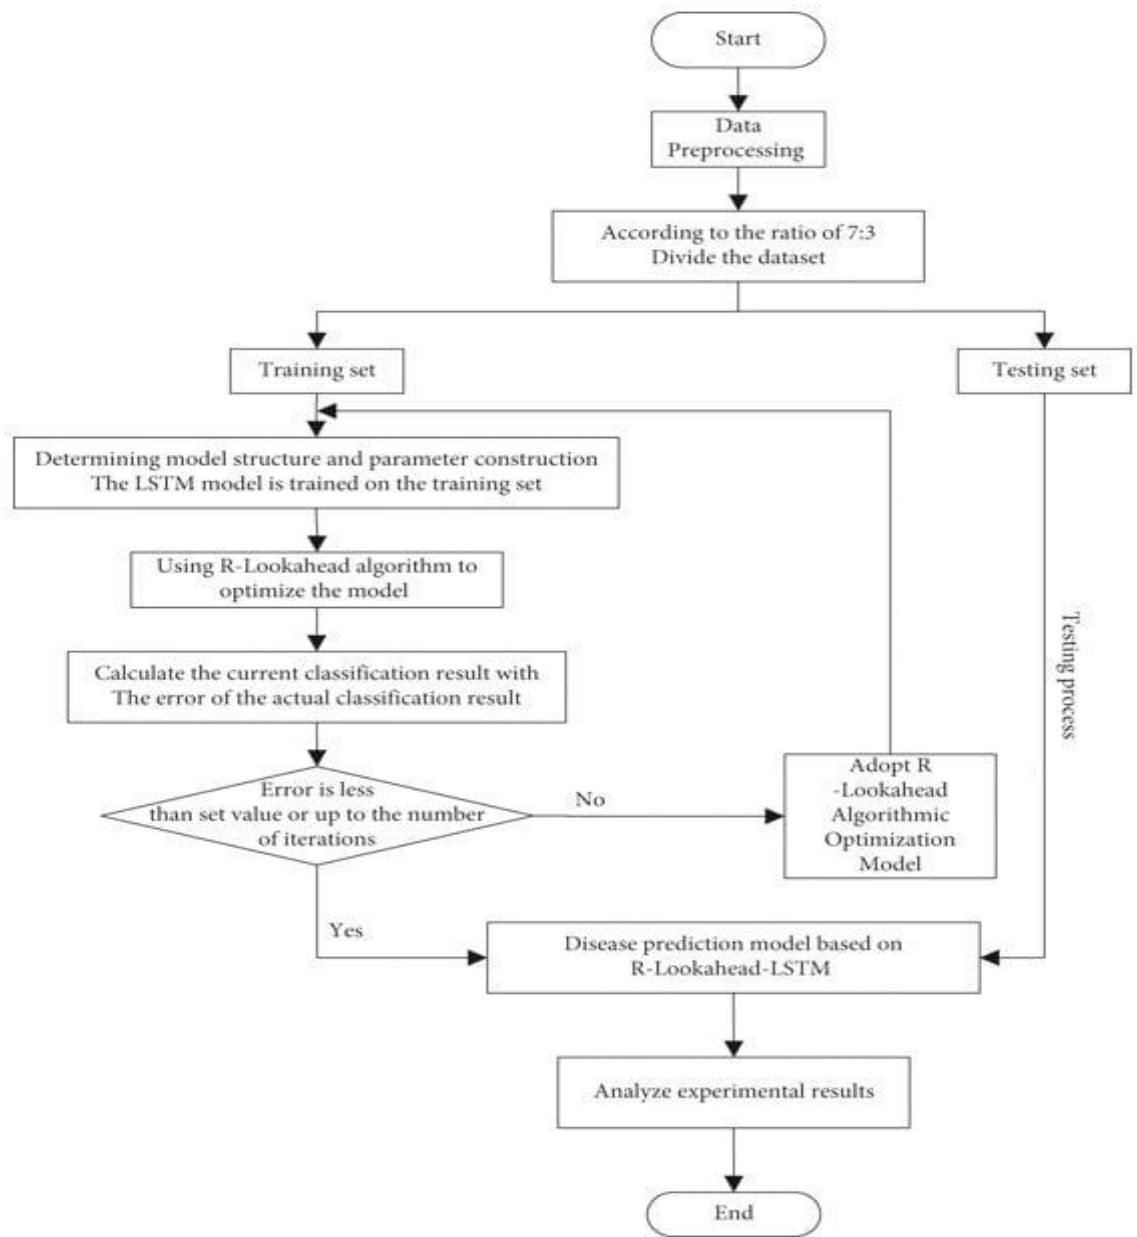 Start
Data
Preprocessing
According to the ratio of 7:3
Divide the dataset
Training set
Testing set
Determining model structure and parameter construction
The LSTM model is trained on the training set
Using R-Lookahead algorithm to
optimize the model
Calculate the current classification result with
The error of the actual classification result
Testing process
Error is less
than set value or up to the number
of iterations
No
Adopt R
-Lookahead
Algorithmic
Optimization
Model
Yes
Disease prediction model based on
R-Lookahead-LSTM
Analyze experimental results
End